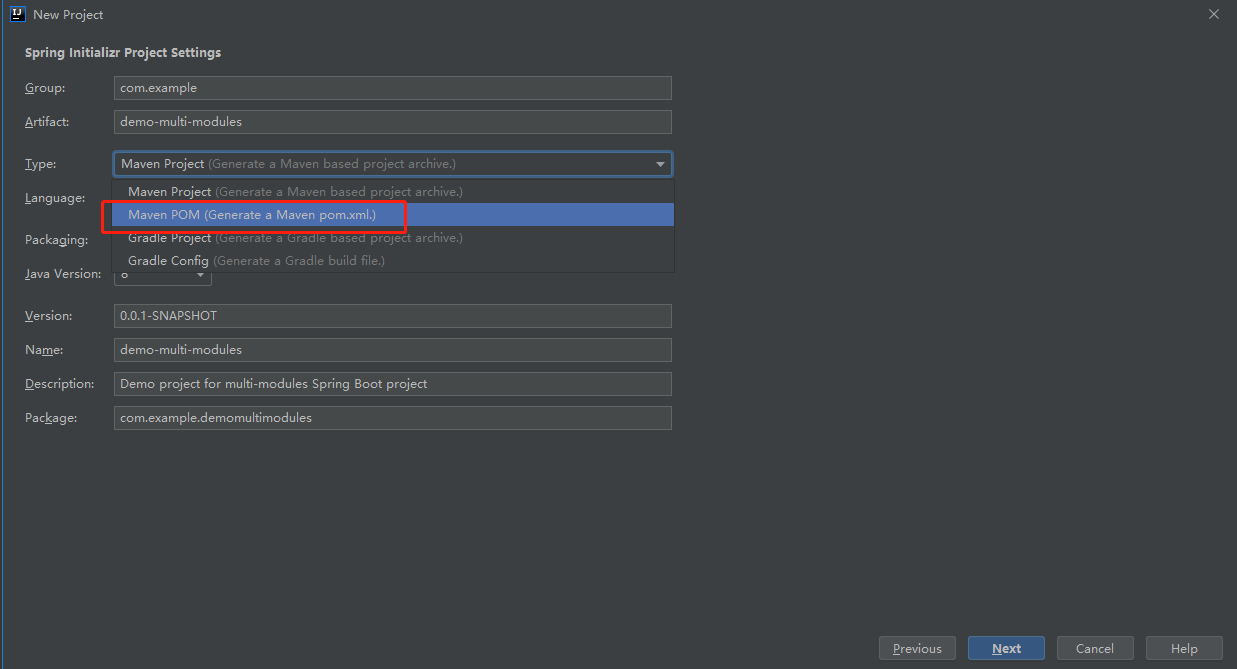 IJ New Project
Spring Initializr Project Settings
Group: com.example
Artifact: demo-multi-modules
Type: Maven Project (Generate a Maven based project archive.)
Maven Project (Generate a Maven based project archive.)
Language:
Maven POM (Generate a Maven pom.xml.)
Packaging: Gradle Project (Generate a Gradle based project archive.)
Gradle Config (Generate a Gradle build file.)
Java Version: 8
Version: 0.0.1-SNAPSHOT
Name: demo-multi-modules
Description: Demo project for multi-modules Spring Boot project
Package: com.example.demomultimodules
Previous Next Cancel Help